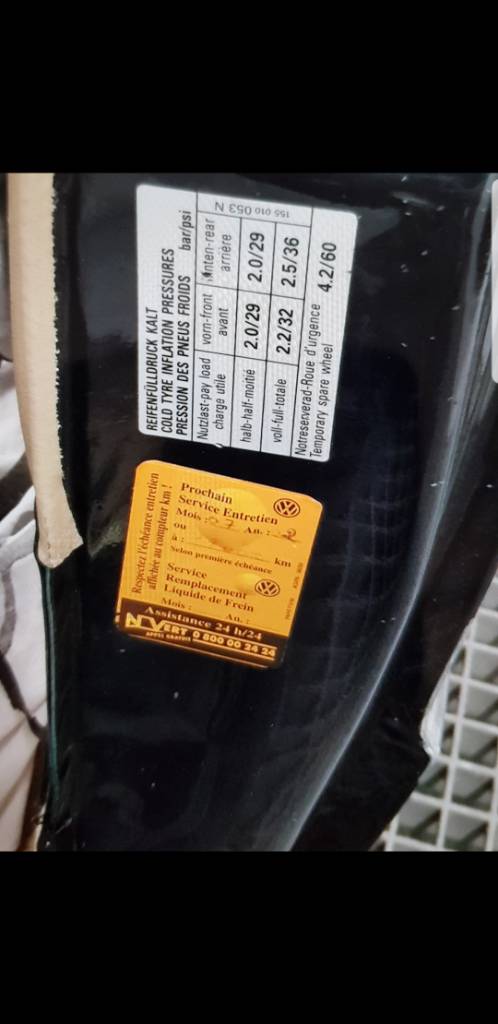 REIFENFÜLLDRUCK KALT
COLD TYRE INFLATION PRESSURES
PRESSION DES PNEUS FROIDS bar/psi
Nutzlast-pay load vorn-front hinten-rear
charge utile avant arrière
halb-half-moitié 2.0/29 2.0/29
voll-full-totale 2.2/32 2.5/36
Notreserverad-Roue d'urgence
Temporary spare wheel 4.2/60
155 010 053 N
Respectez l'échéance entretien
affichée au compteur km :
Prochain
Service Entretien
Mois : 07 An. :
ou
à : km
Selon première échéance
Service
Remplacement
Liquide de Frein
Mois : An. :
Assistance 24 h/24
N°VERT 0 800 00 24 24
APPEL GRATUIT